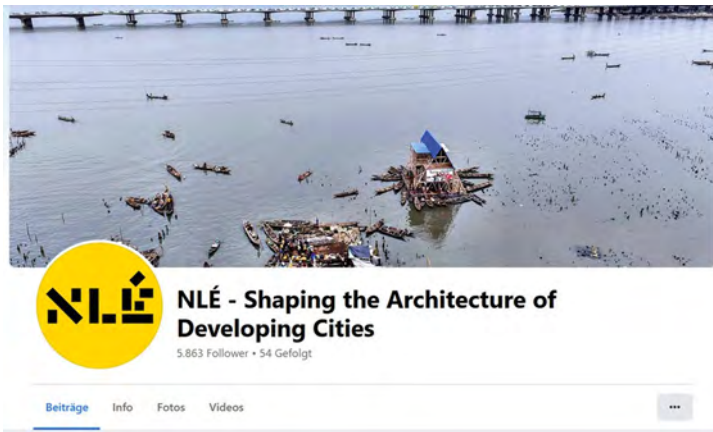 NLÉ
NLÉ - Shaping the Architecture of
Developing Cities
5.863 Follower • 54 Gefolgt
Beiträge Info Fotos Videos